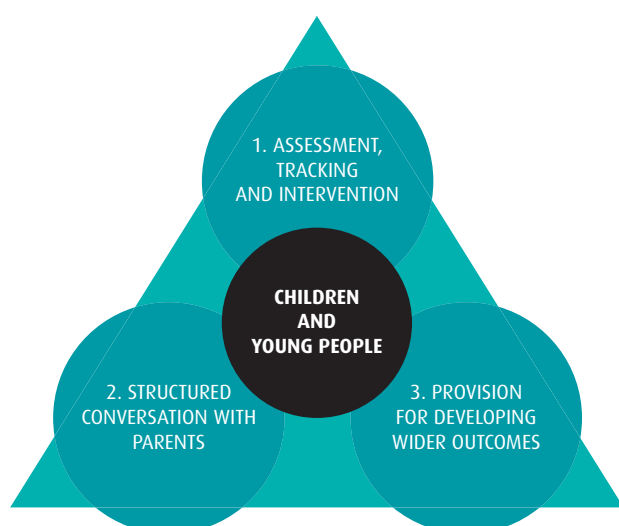 1. ASSESSMENT,
TRACKING
AND INTERVENTION
CHILDREN
AND
YOUNG PEOPLE
2. STRUCTURED
CONVERSATION WITH
PARENTS
3. PROVISION
FOR DEVELOPING
WIDER OUTCOMES